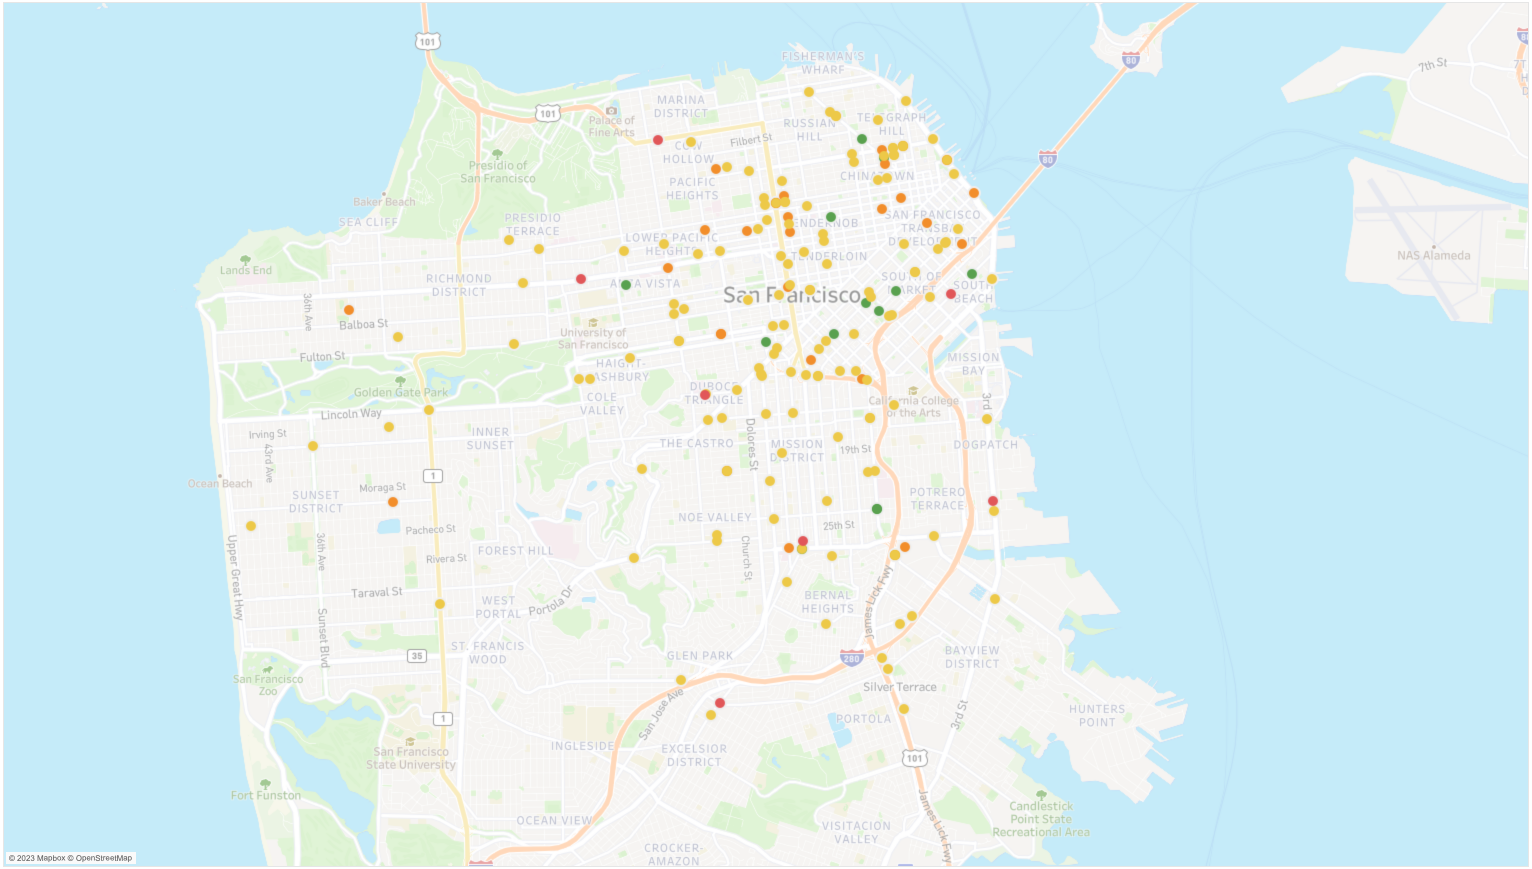 101
FISHERMAN'S
WHARF
80
7th St
MARINA
DISTRICT
101
Palace of
Fine Arts
RUSSIAN
HILL
TELEGRAPH
HILL
Filbert St
COW
HOLLOW
80
Presidio of
San Francisco
CHINATOWN
PACIFIC
HEIGHTS
Baker Beach
SEA CLIFF
PRESIDIO
TERRACE
SAN FRANCISCO
LOWER PACIFIC
HEIGHTS
TENDERLOIN
NAS Alameda
Lands End
RICHMOND
DISTRICT
SOUTH OF
MARKET
SOUTH
BEACH
San Francisco
36th Ave
Balboa St
University of
San Francisco
Fulton St
MISSION
BAY
HAIGHT-
ASHBURY
Golden Gate Park
DUBOCE
TRIANGLE
COLE
VALLEY
California College
of the Arts
3rd
Lincoln Way
Irving St
43rd Ave
INNER
SUNSET
THE CASTRO
Dolores St
MISSION
DISTRICT
19th St
DOGPATCH
1
Ocean Beach
Moraga St
SUNSET
DISTRICT
POTRERO
TERRACE
NOE VALLEY
25th St
Pacheco St
36th Ave
FOREST HILL
Rivera St
Church St
Upper Great Hwy
Taraval St
WEST
PORTAL
Portola Dr
BERNAL
HEIGHTS
James Lick Fwy
Sunset Blvd
ST. FRANCIS
WOOD
35
GLEN PARK
280
BAYVIEW
DISTRICT
San Francisco
Zoo
Silver Terrace
San Jose Ave
3rd St
HUNTERS
POINT
1
PORTOLA
San Francisco
State University
INGLESIDE
EXCELSIOR
DISTRICT
101
Fort Funston
OCEAN VIEW
James Lick Fwy
VISITACION
VALLEY
Candlestick
Point State
Recreational Area
CROCKER-
AMAZON
© 2023 Mapbox © OpenStreetMap